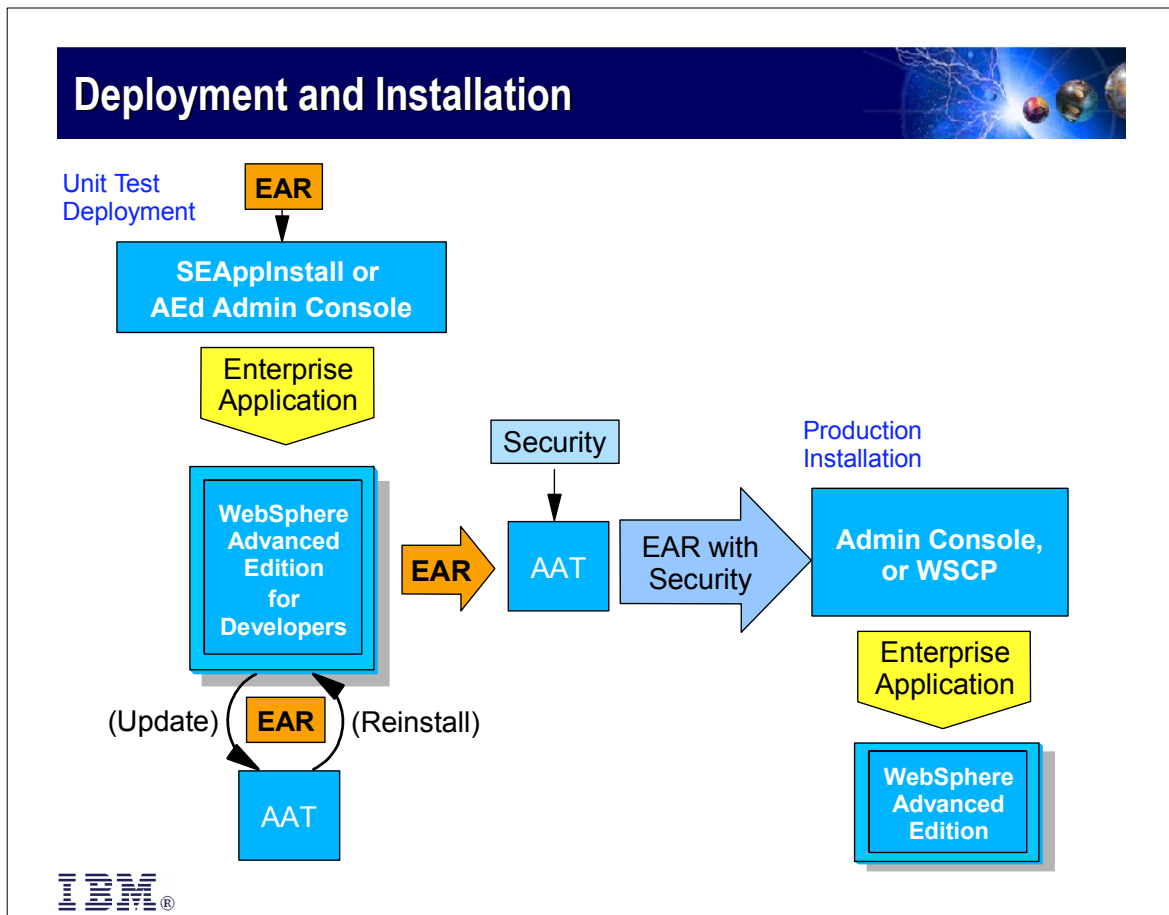 Deployment and Installation
Unit Test
Deployment
EAR
SEAppInstall or
AEd Admin Console
Enterprise
Application
WebSphere
Advanced
Edition
for
Developers
(Update)
EAR
(Reinstall)
AAT
EAR
Security
AAT
EAR with
Security
Production
Installation
Admin Console,
or WSCP
Enterprise
Application
WebSphere
Advanced
Edition
IBM®